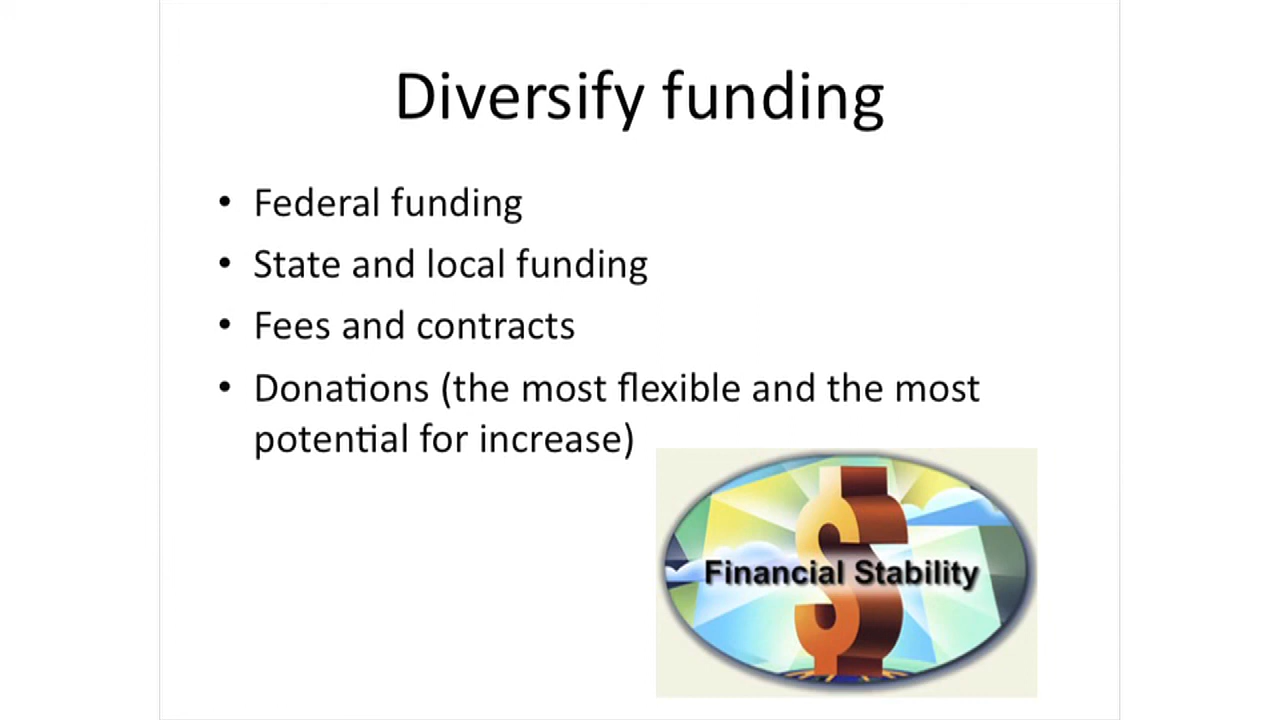 Diversify funding
• Federal funding
• State and local funding
• Fees and contracts
• Donations (the most flexible and the most
potential for increase)
Financial Stability